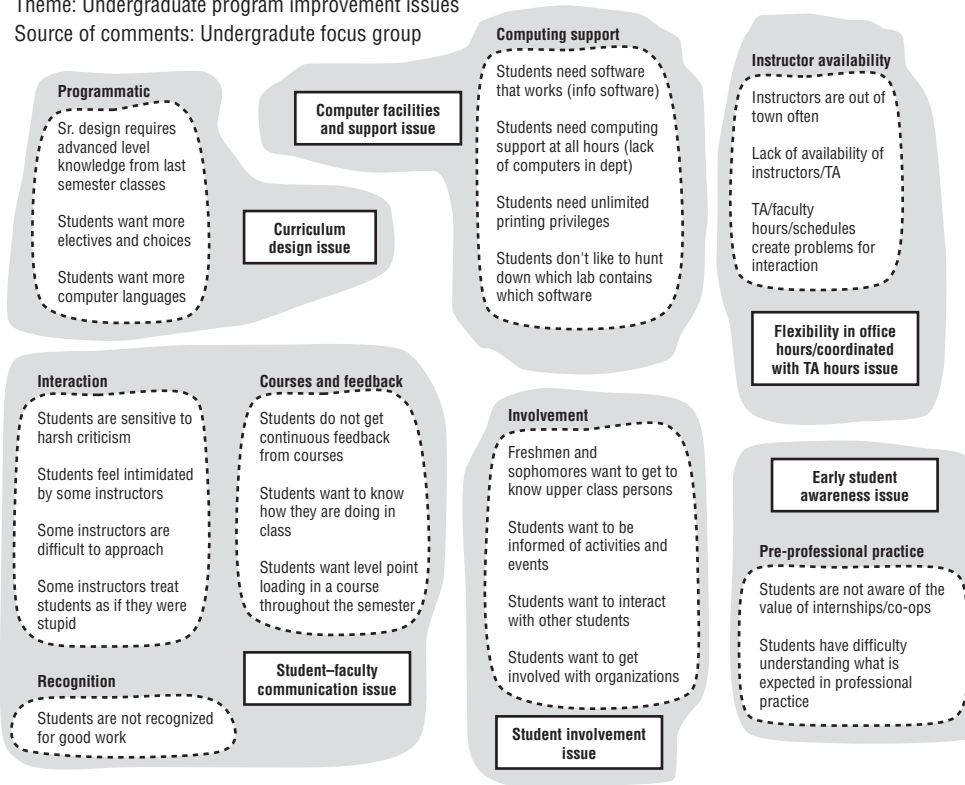 Theme: Undergraduate program improvement issues
Source of comments: Undergradute focus group
Programmatic
Sr. design requires
advanced level
knowledge from last
semester classes
Students want more
electives and choices
Students want more
computer languages
Curriculum
design issue
Computer facilities
and support issue
Computing support
Students need software
that works (info software)
Students need computing
support at all hours (lack
of computers in dept)
Students need unlimited
printing privileges
Students don't like to hunt
down which lab contains
which software
Instructor availability
Instructors are out of
town often
Lack of availability of
instructors/TA
TA/faculty
hours/schedules
create problems for
interaction
Flexibility in office
hours/coordinated
with TA hours issue
Interaction
Students are sensitive to
harsh criticism
Students feel intimidated
by some instructors
Some instructors are
difficult to approach
Some instructors treat
students as if they were
stupid
Recognition
Students are not recognized
for good work
Courses and feedback
Students do not get
continuous feedback
from courses
Students want to know
how they are doing in
class
Students want level point
loading in a course
throughout the semester
Student–faculty
communication issue
Involvement
Freshmen and
sophomores want to get to
know upper class persons
Students want to be
informed of activities and
events
Students want to interact
with other students
Students want to get
involved with organizations
Student involvement
issue
Early student
awareness issue
Pre-professional practice
Students are not aware of the
value of internships/co-ops
Students have difficulty
understanding what is
expected in professional
practice